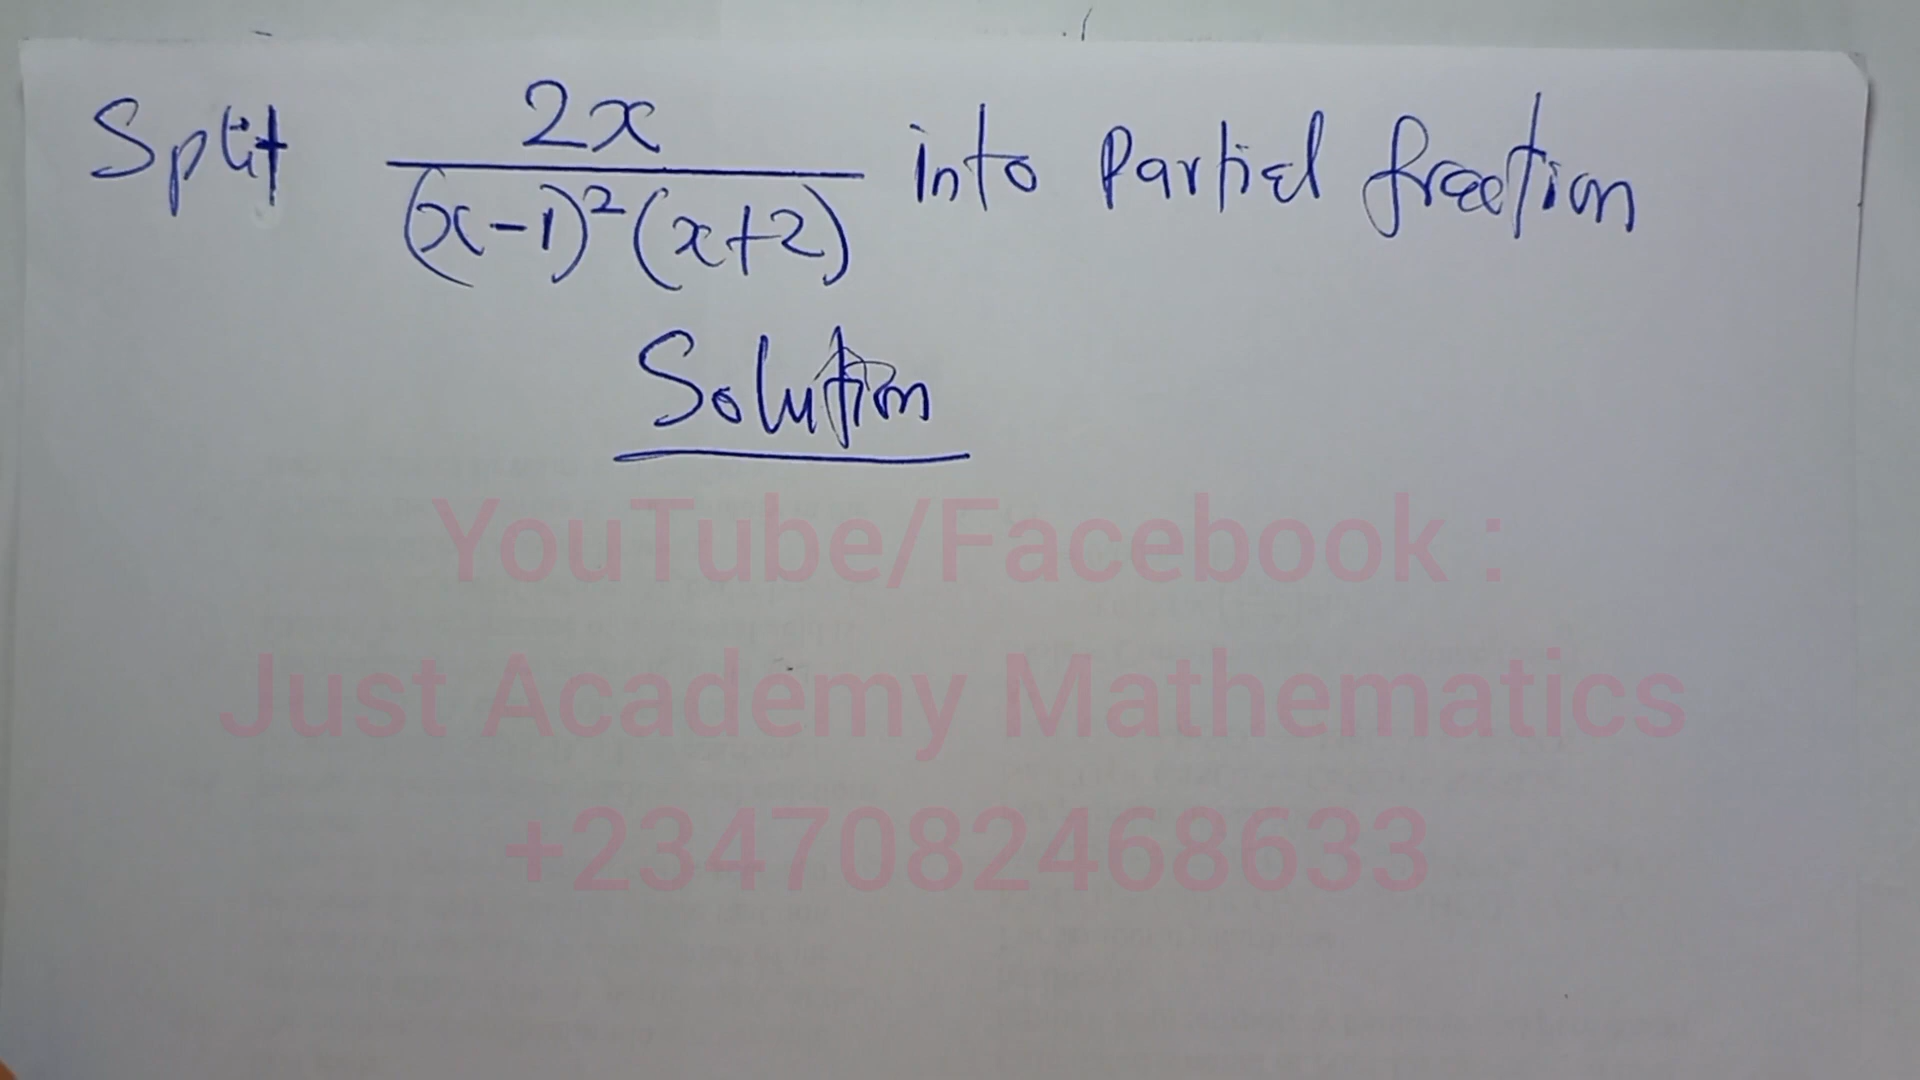 Split 2x / (x-1)²(x+2) into Partial fraction
Solution
YouTube/Facebook :
Just Academy Mathematics
+2347082468633